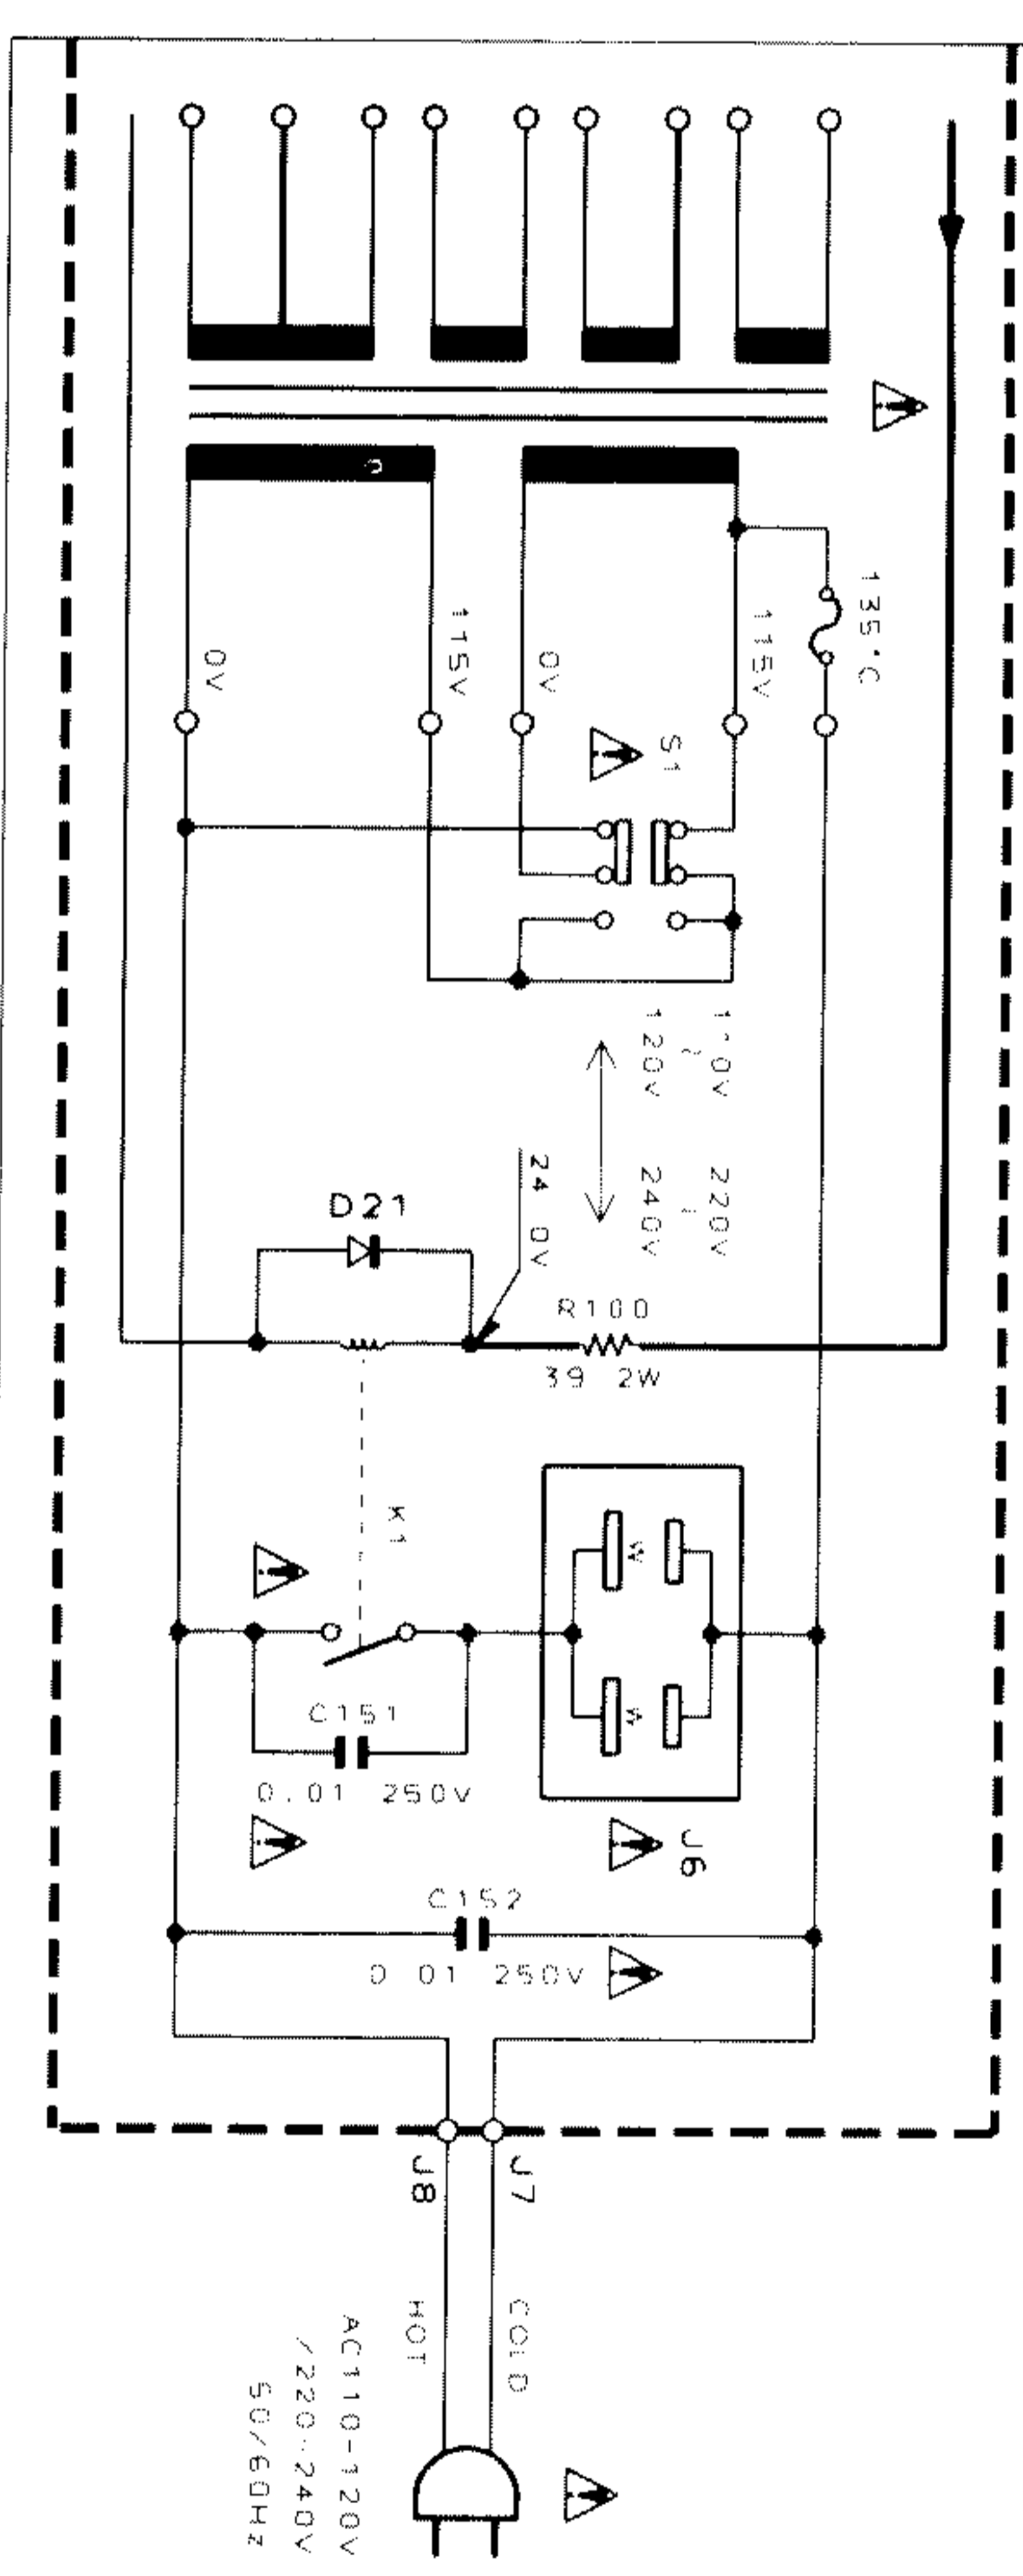 135°C
0V
115V
0V
115V
S1
110V
~
120V
220V
~
240V
24 0V
D21
R100
39 2W
K1
W
W
C151
0.01 250V
J6
C152
0 01 250V
J8
J7
HOT
COLD
AC110-120V
/220-240V
50/60Hz